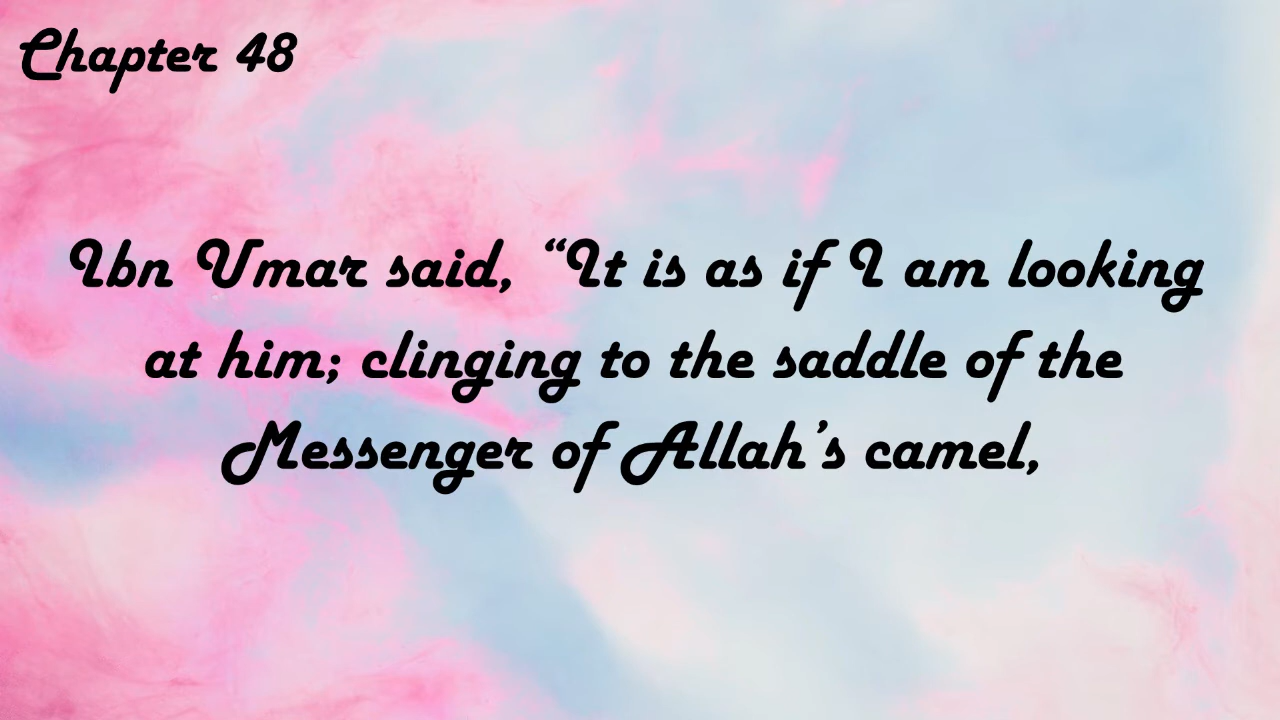 Chapter 48
Ibn Umar said, “It is as if I am looking
at him; clinging to the saddle of the
Messenger of Allah’s camel,